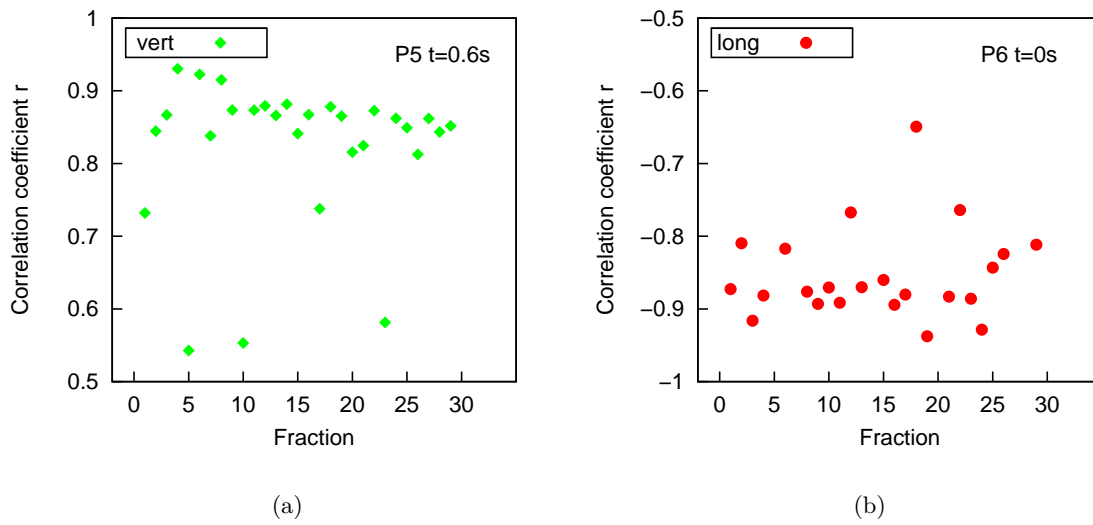 Correlation coefficient r
1
0.9
0.8
0.7
0.6
0.5
vert
P5 t=0.6s
0 5 10 15 20 25 30
Fraction
(a)
Correlation coefficient r
−0.5
−0.6
−0.7
−0.8
−0.9
−1
long
P6 t=0s
0 5 10 15 20 25 30
Fraction
(b)